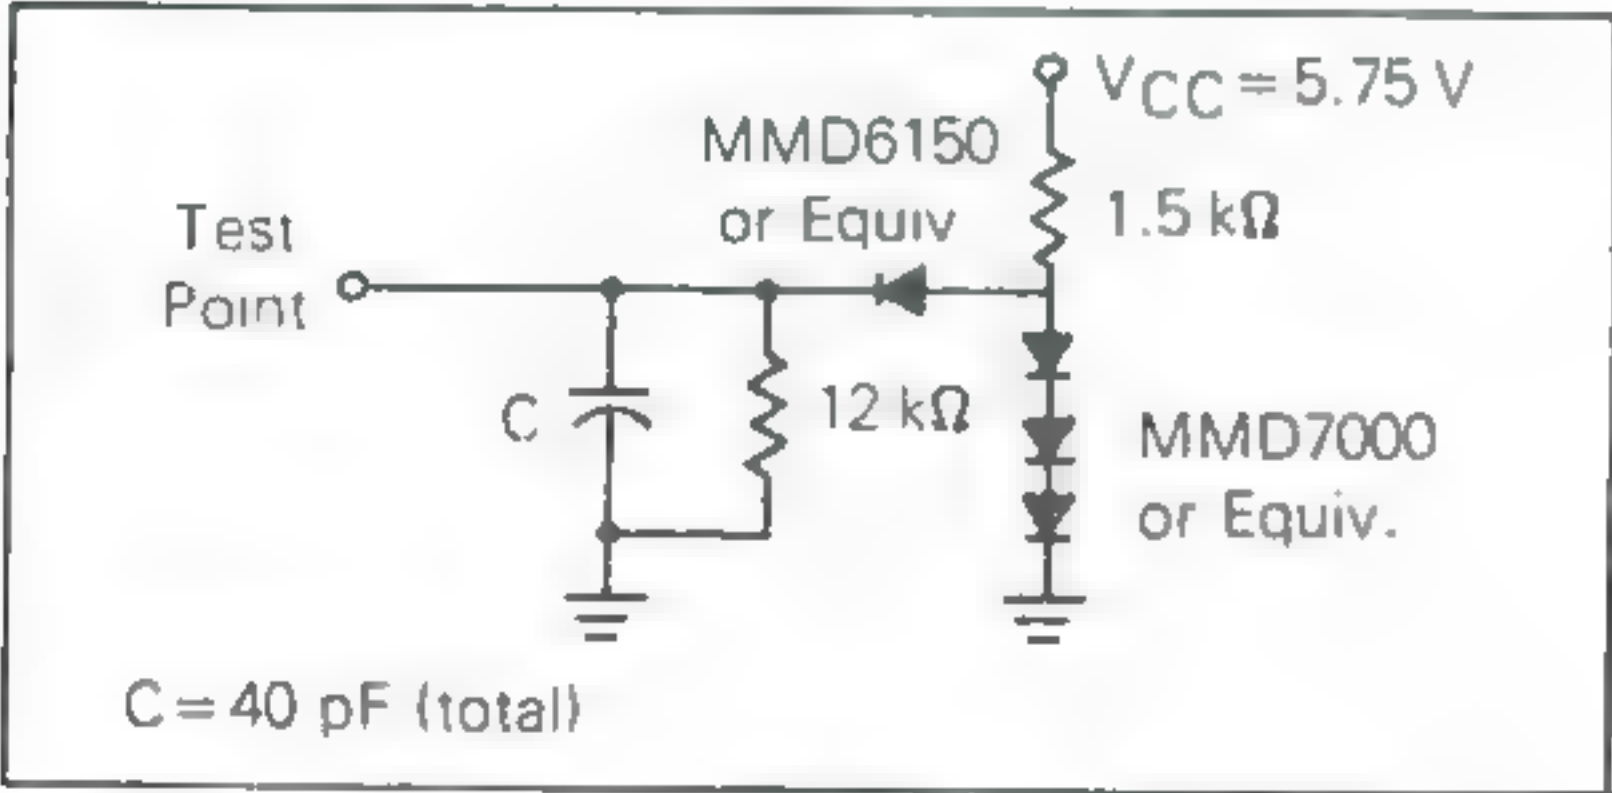 VCC = 5.75 V
MMD6150
or Equiv
1.5 kΩ
Test
Point
C
12 kΩ
MMD7000
or Equiv.
C = 40 pF (total)